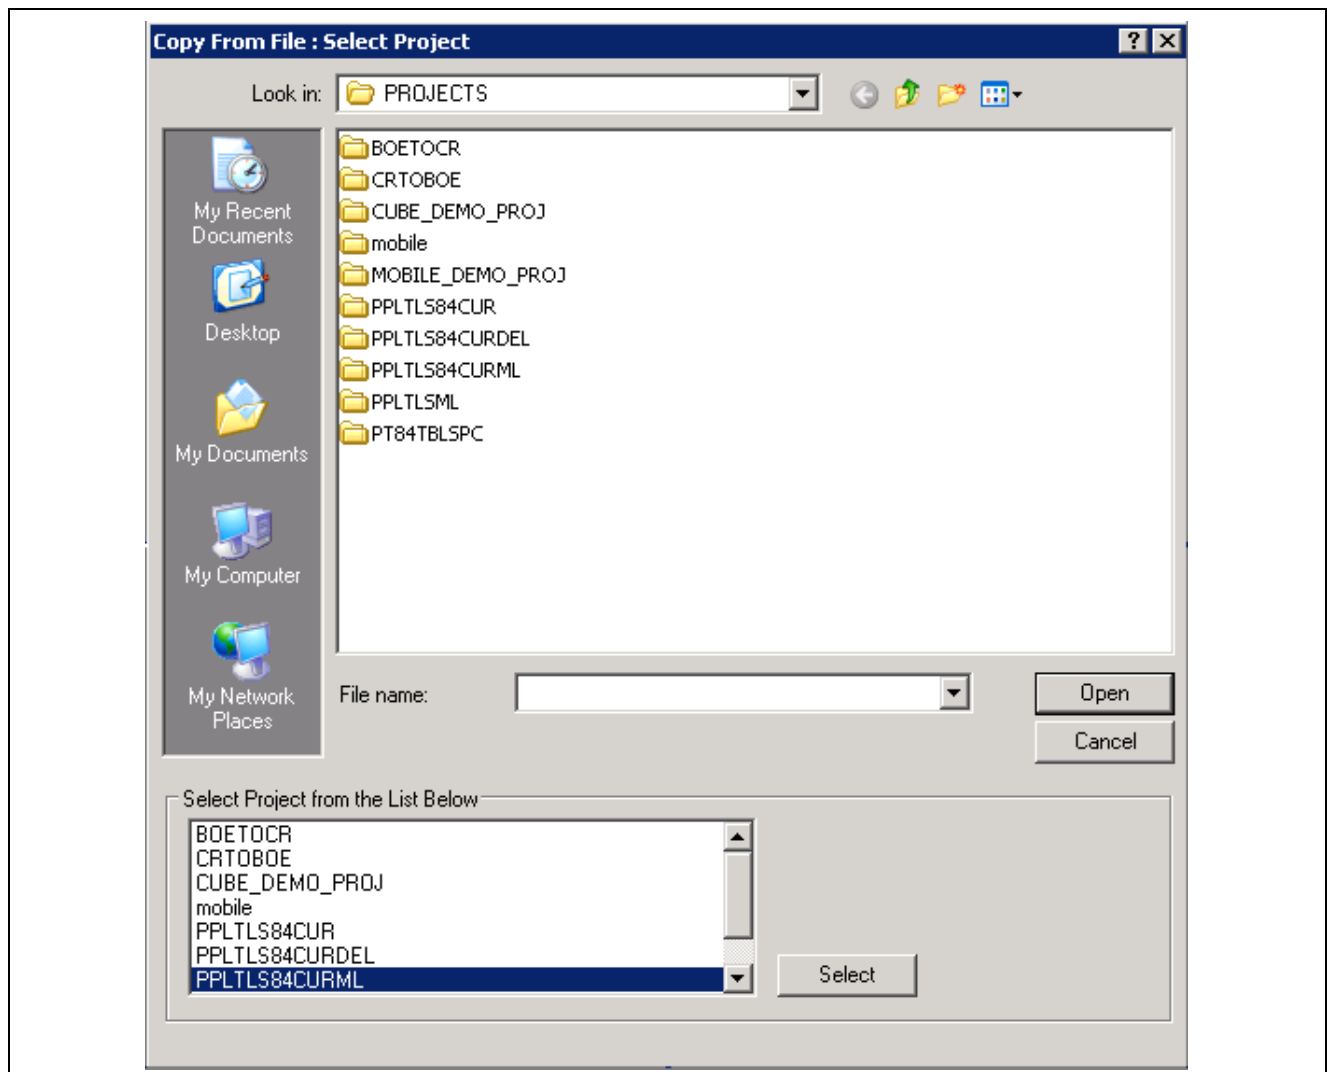 Copy From File : Select Project
Look in:
PROJECTS
My Recent
Documents
Desktop
My Documents
My Computer
My Network
Places
BOETOCR
CRTOBOE
CUBE_DEMO_PROJ
mobile
MOBILE_DEMO_PROJ
PPLTLS84CUR
PPLTLS84CURDEL
PPLTLS84CURML
PPLTLSML
PT84TBLSPC
File name:
Open
Cancel
Select Project from the List Below
BOETOCR
CRTOBOE
CUBE_DEMO_PROJ
mobile
PPLTLS84CUR
PPLTLS84CURDEL
PPLTLS84CURML
Select